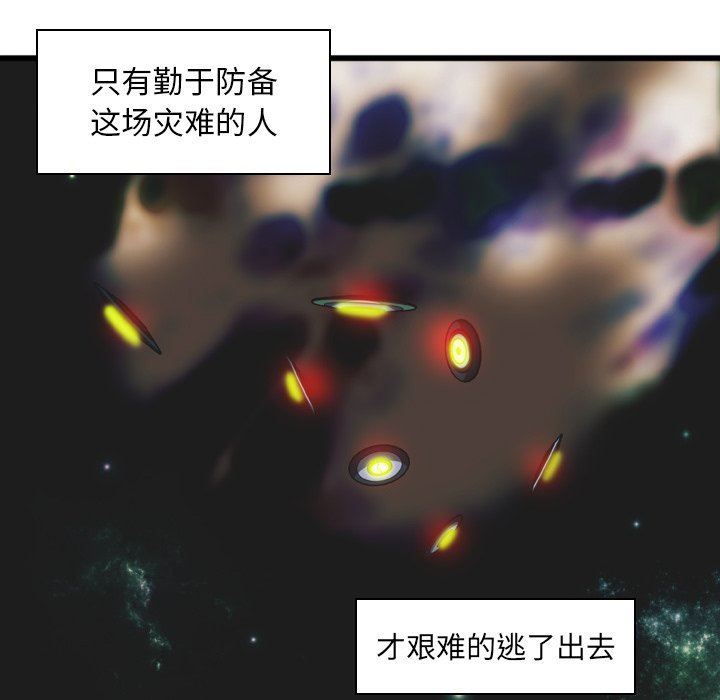 只有勤于防备
这场灾难的人
才艰难的逃了出去